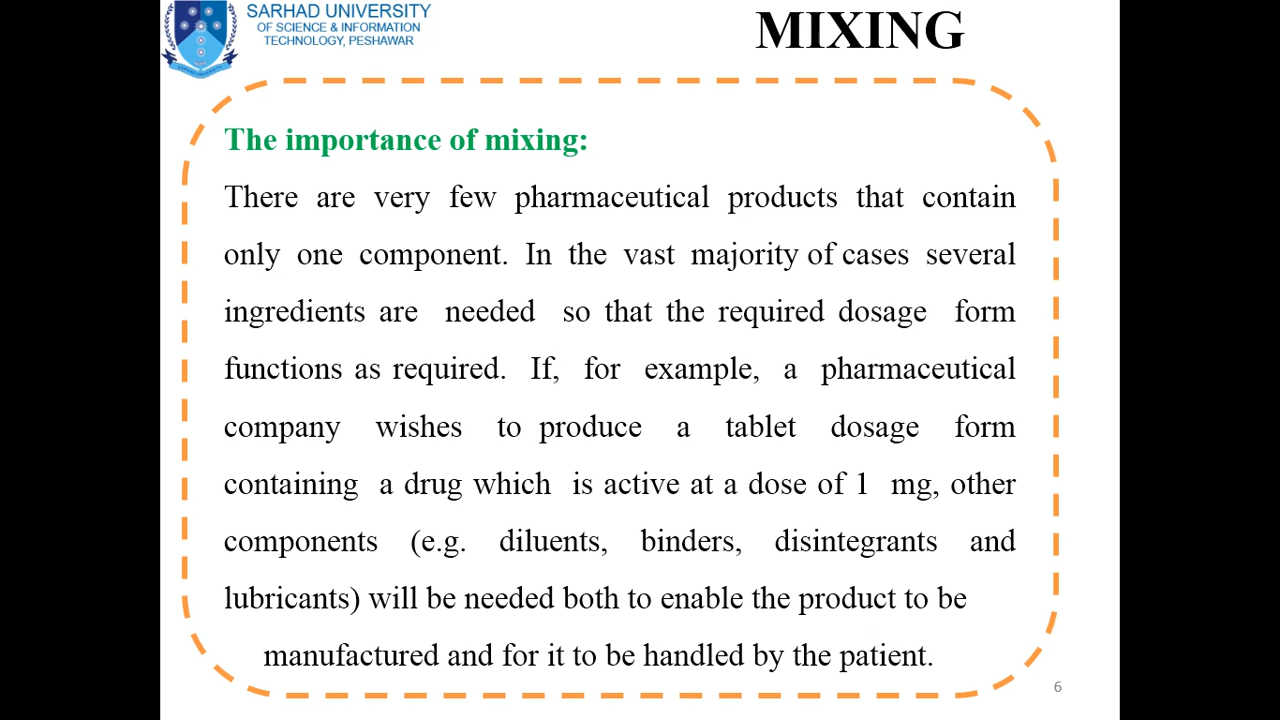 SARHAD UNIVERSITY
OF SCIENCE & INFORMATION
TECHNOLOGY, PESHAWAR
MIXING
The importance of mixing:
There are very few pharmaceutical products that contain
only one component. In the vast majority of cases several
ingredients are needed so that the required dosage form
functions as required. If, for example, a pharmaceutical
company wishes to produce a tablet dosage form
containing a drug which is active at a dose of 1 mg, other
components (e.g. diluents, binders, disintegrants and
lubricants) will be needed both to enable the product to be
manufactured and for it to be handled by the patient.
6